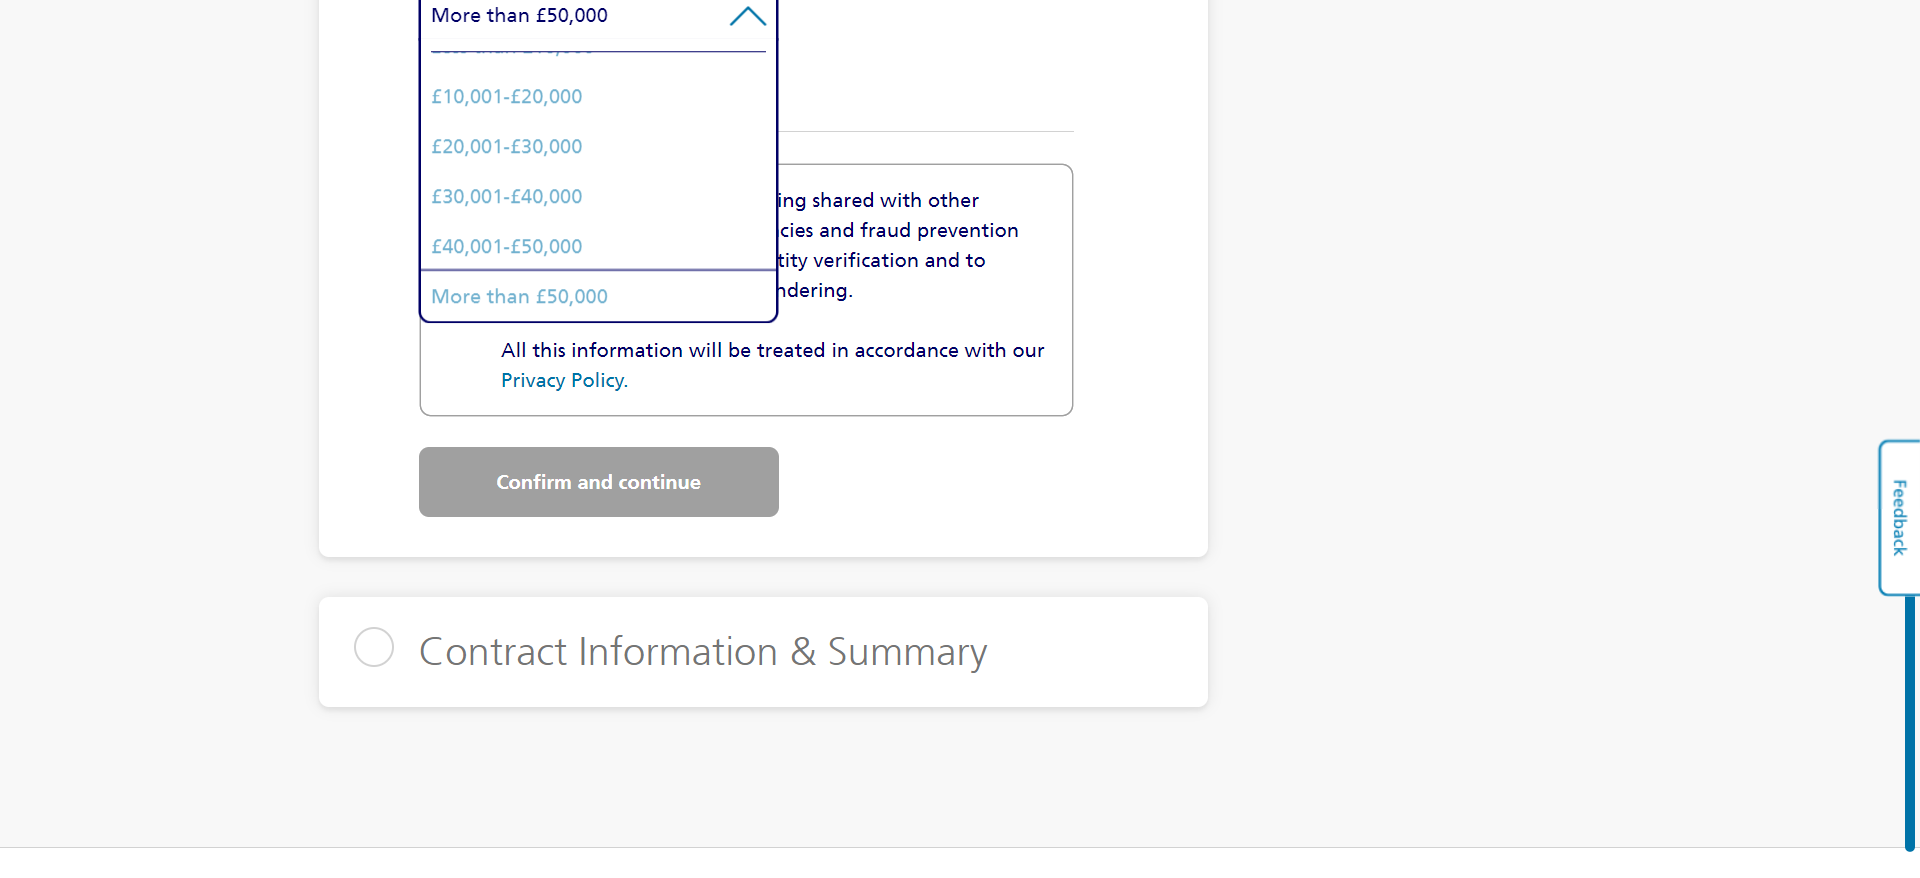 More than £50,000
£10,001-£20,000
£20,001-£30,000
£30,001-£40,000
£40,001-£50,000
More than £50,000
ing shared with other
cies and fraud prevention
tity verification and to
ndering.
All this information will be treated in accordance with our
Privacy Policy.
Confirm and continue
Contract Information & Summary
Feedback